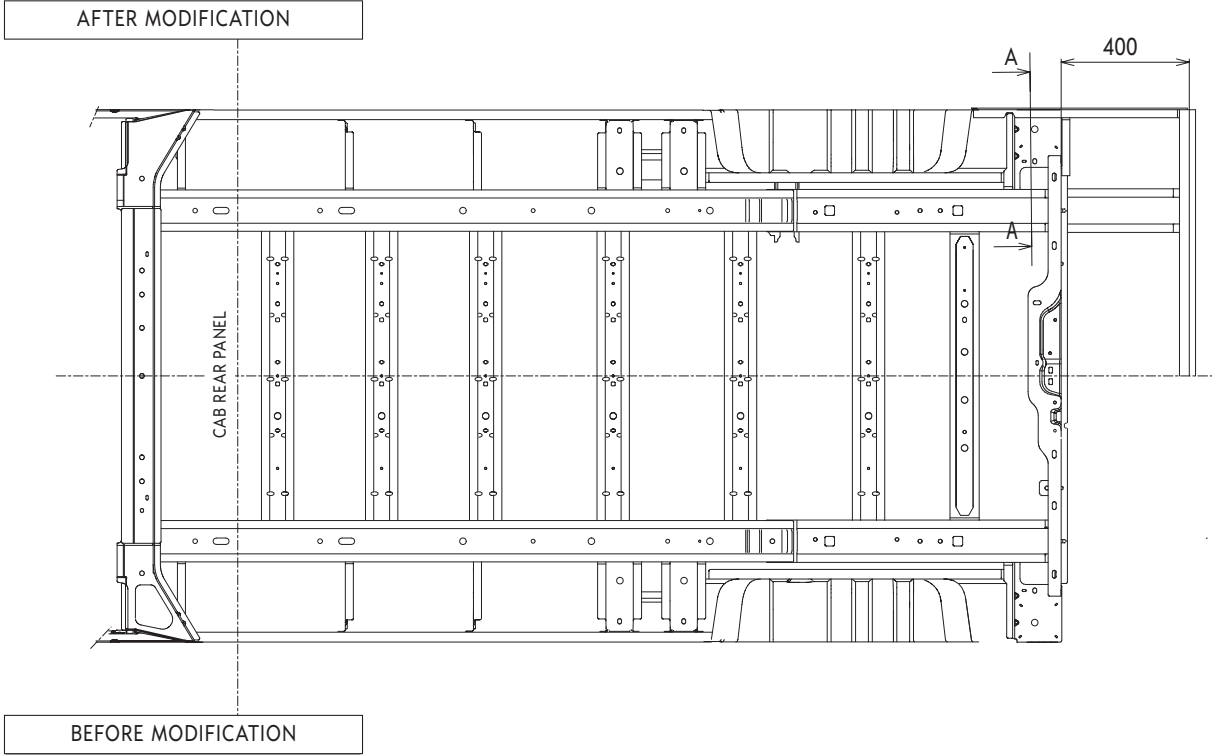 AFTER MODIFICATION
A
400
A
CAB REAR PANEL
BEFORE MODIFICATION